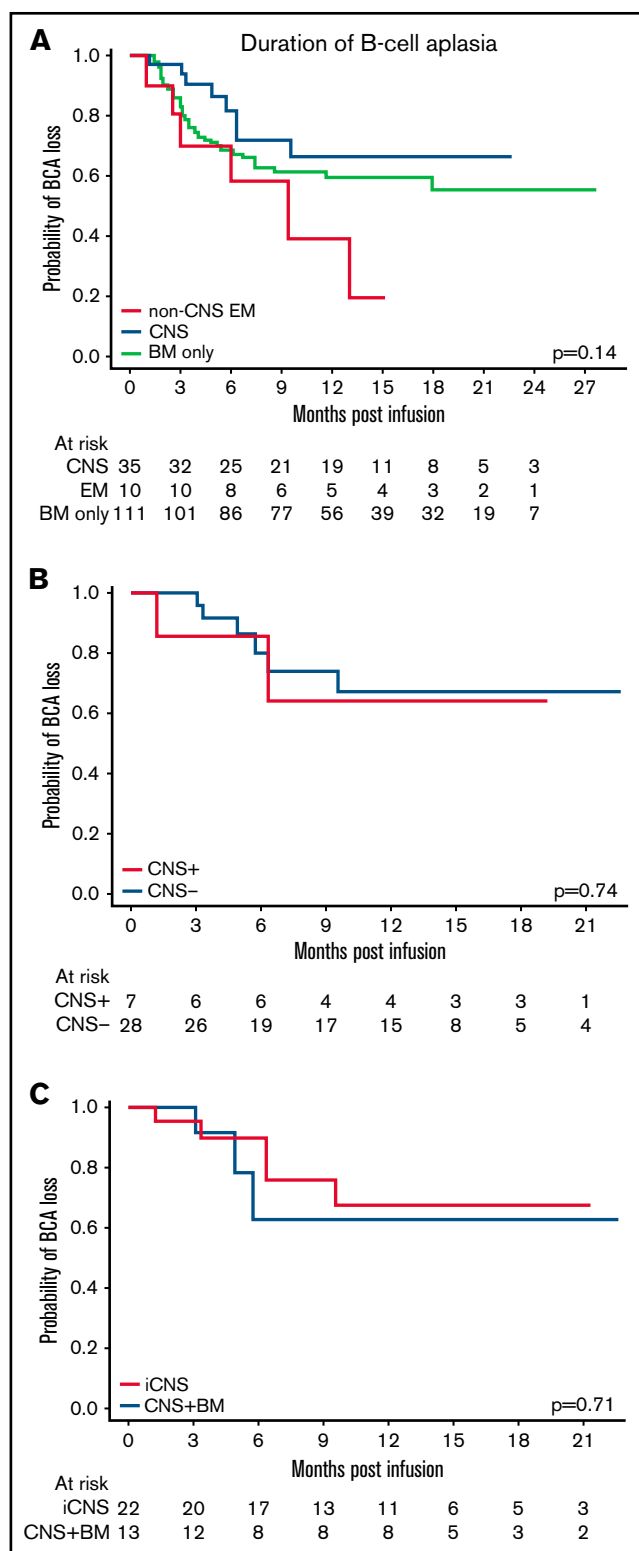 A
Duration of B-cell aplasia
Probability of BCA loss
1.0
0.8
0.6
0.4
0.2
0.0
non-CNS EM
CNS
BM only
p=0.14
0 3 6 9 12 15 18 21 24 27
Months post infusion
At risk
CNS 35 32 25 21 19 11 8 5 3
EM 10 10 8 6 5 4 3 2 1
BM only 111 101 86 77 56 39 32 19 7
B
Probability of BCA loss
1.0
0.8
0.6
0.4
0.2
0.0
CNS+
CNS−
p=0.74
0 3 6 9 12 15 18 21
Months post infusion
At risk
CNS+ 7 6 6 4 4 3 3 1
CNS− 28 26 19 17 15 8 5 4
C
Probability of BCA loss
1.0
0.8
0.6
0.4
0.2
0.0
iCNS
CNS+BM
p=0.71
0 3 6 9 12 15 18 21
Months post infusion
At risk
iCNS 22 20 17 13 11 6 5 3
CNS+BM 13 12 8 8 8 5 3 2